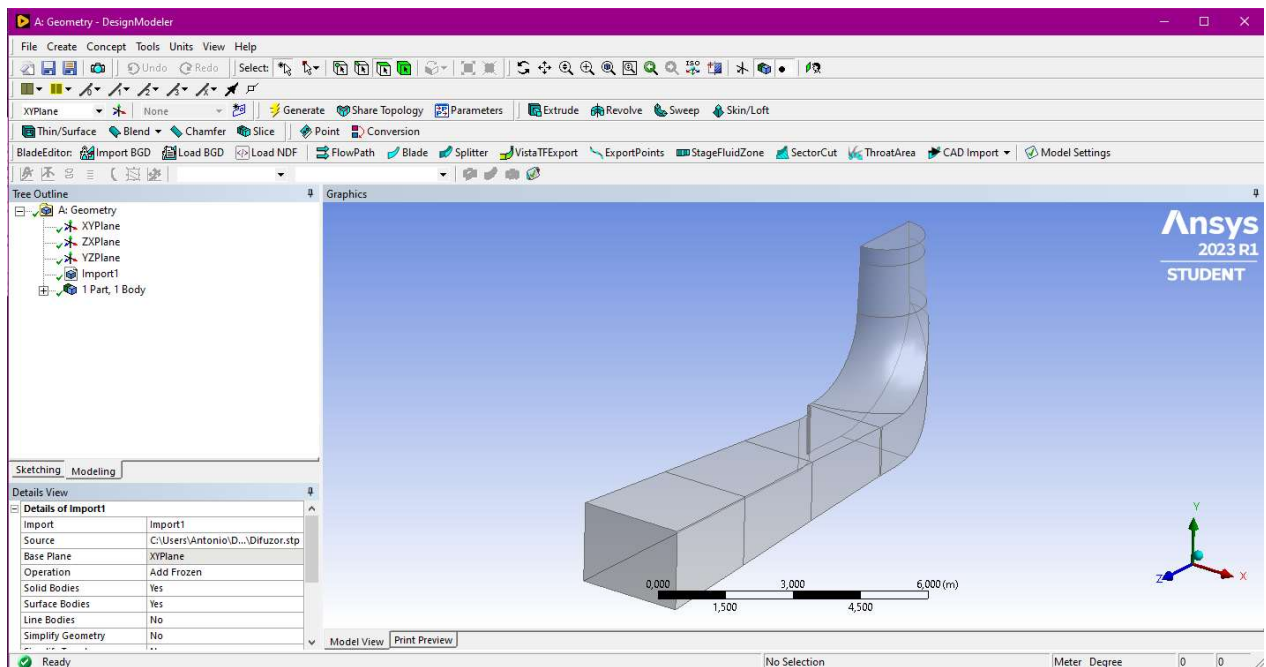 A: Geometry - DesignModeler
File Create Concept Tools Units View Help
Undo Redo Select: ISO
XYPlane None Generate Share Topology Parameters Extrude Revolve Sweep Skin/Loft
Thin/Surface Blend Chamfer Slice Point Conversion
BladeEditor: Import BGD Load BGD Load NDF FlowPath Blade Splitter VistaTFExport ExportPoints StageFluidZone SectorCut ThroatArea CAD Import Model Settings
Tree Outline
A: Geometry
XYPlane
ZXPlane
YZPlane
Import1
1 Part, 1 Body
Sketching Modeling
Details View
Details of Import1
Import Import1
Source C:\Users\Antonio\D...\Difuzor.stp
Base Plane XYPlane
Operation Add Frozen
Solid Bodies Yes
Surface Bodies Yes
Line Bodies No
Simplify Geometry No
Graphics
Ansys
2023 R1
STUDENT
0,000 3,000 6,000 (m)
1,500 4,500
Y
Z X
Model View Print Preview
Ready No Selection Meter Degree 0 0